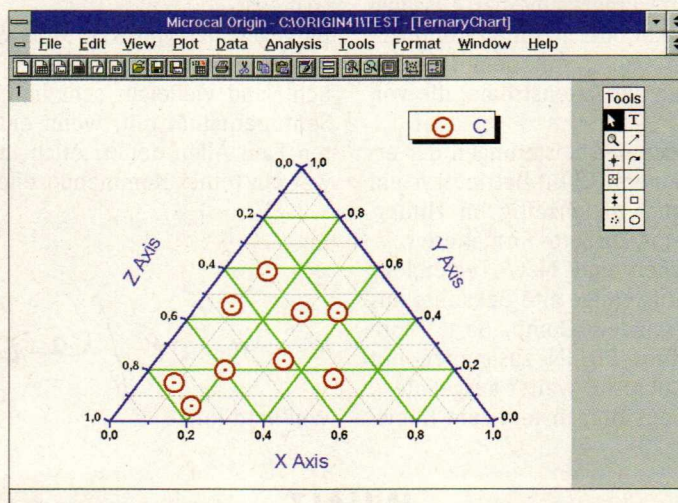 Microcal Origin - C:\ORIGIN41\TEST - [TernaryChart]
File Edit View Plot Data Analysis Tools Format Window Help
1
Tools
T
C
0,0 1,0
0,2 0,8
Z Axis
Y Axis
0,4 0,6
0,6 0,4
0,8 0,2
1,0 0,0
0,0 0,2 0,4 0,6 0,8 1,0
X Axis